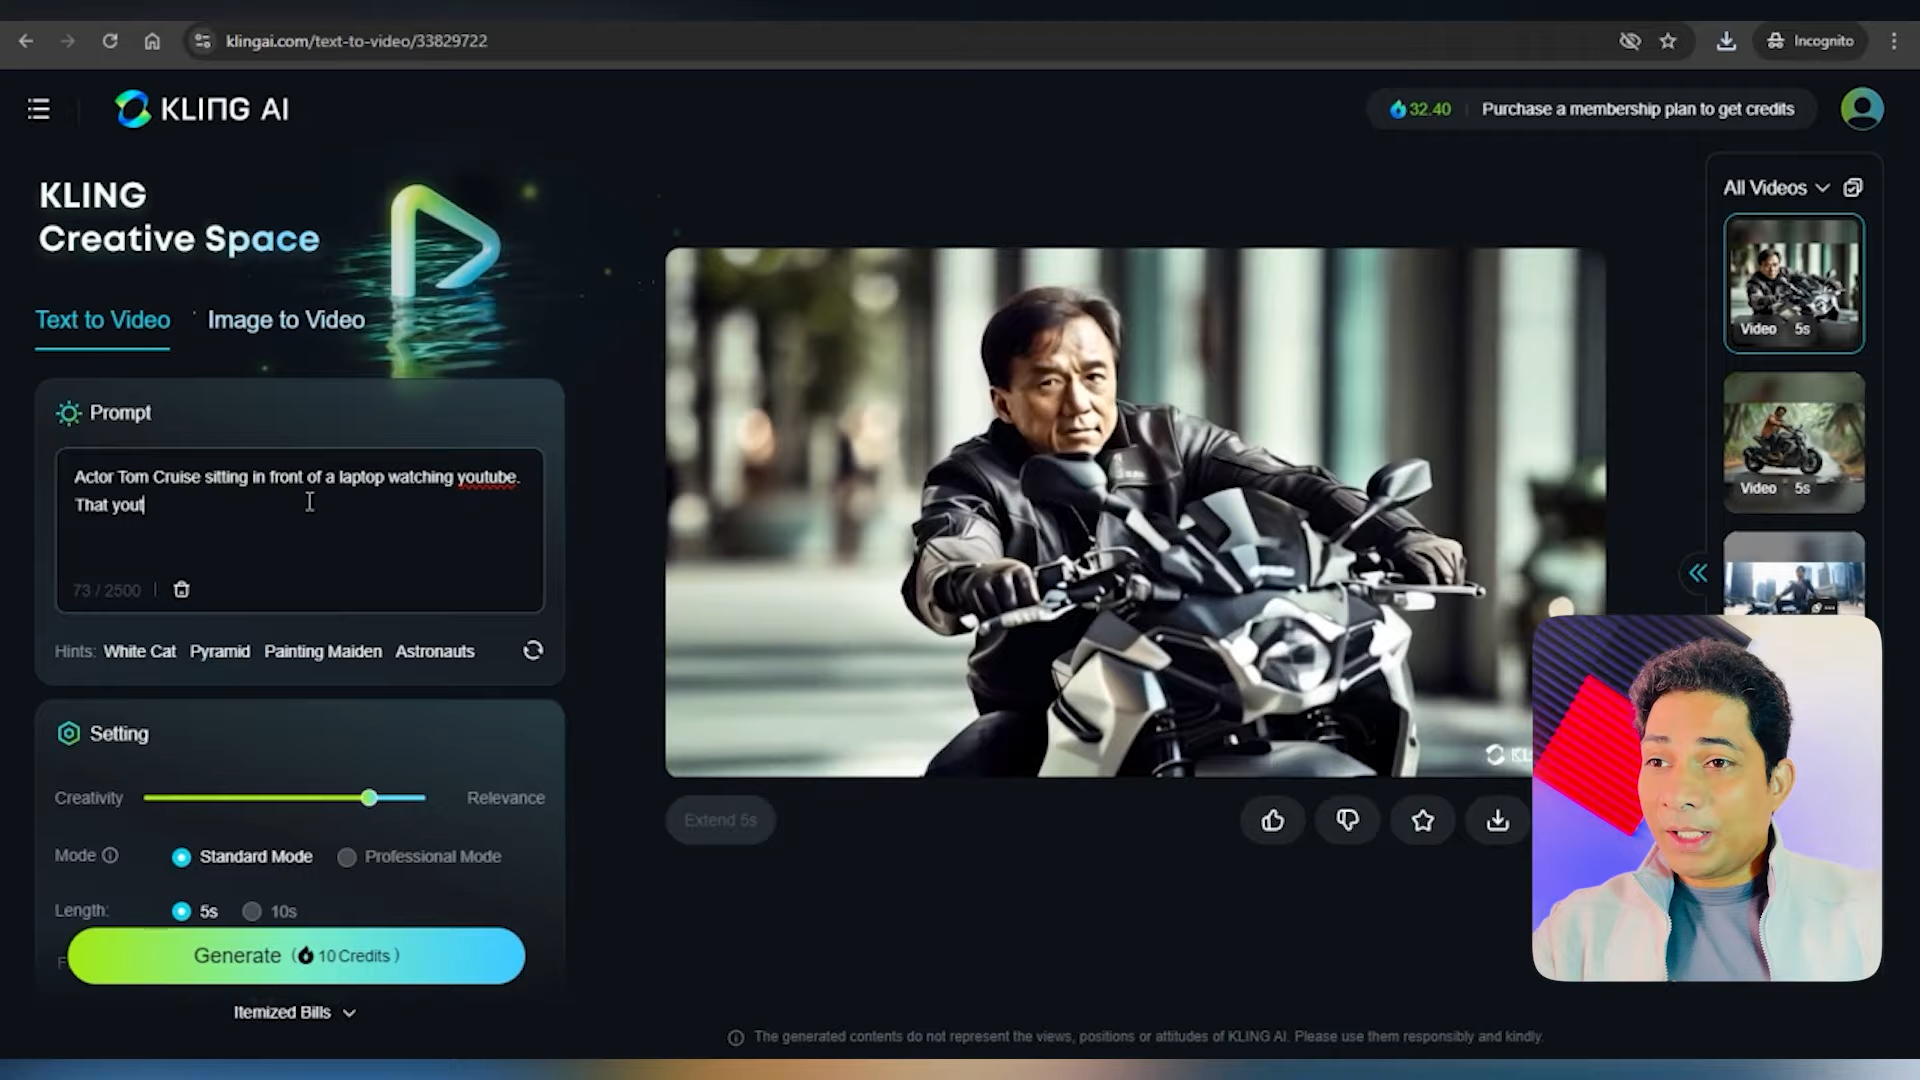 klingai.com/text-to-video/33829722
Incognito
KLING AI
32.40
Purchase a membership plan to get credits
KLING
Creative Space
All Videos
Video 5s
Text to Video
Image to Video
Prompt
Actor Tom Cruise sitting in front of a laptop watching youtube.
That yout
Video 5s
73 / 2500
Hints: White Cat Pyramid Painting Maiden Astronauts
Setting
KL
Creativity
Relevance
Extend 5s
Mode
Standard Mode
Professional Mode
Length:
5s
10s
Generate ( 10 Credits )
F
Itemized Bills
The generated contents do not represent the views, positions or attitudes of KLING AI. Please use them responsibly and kindly.